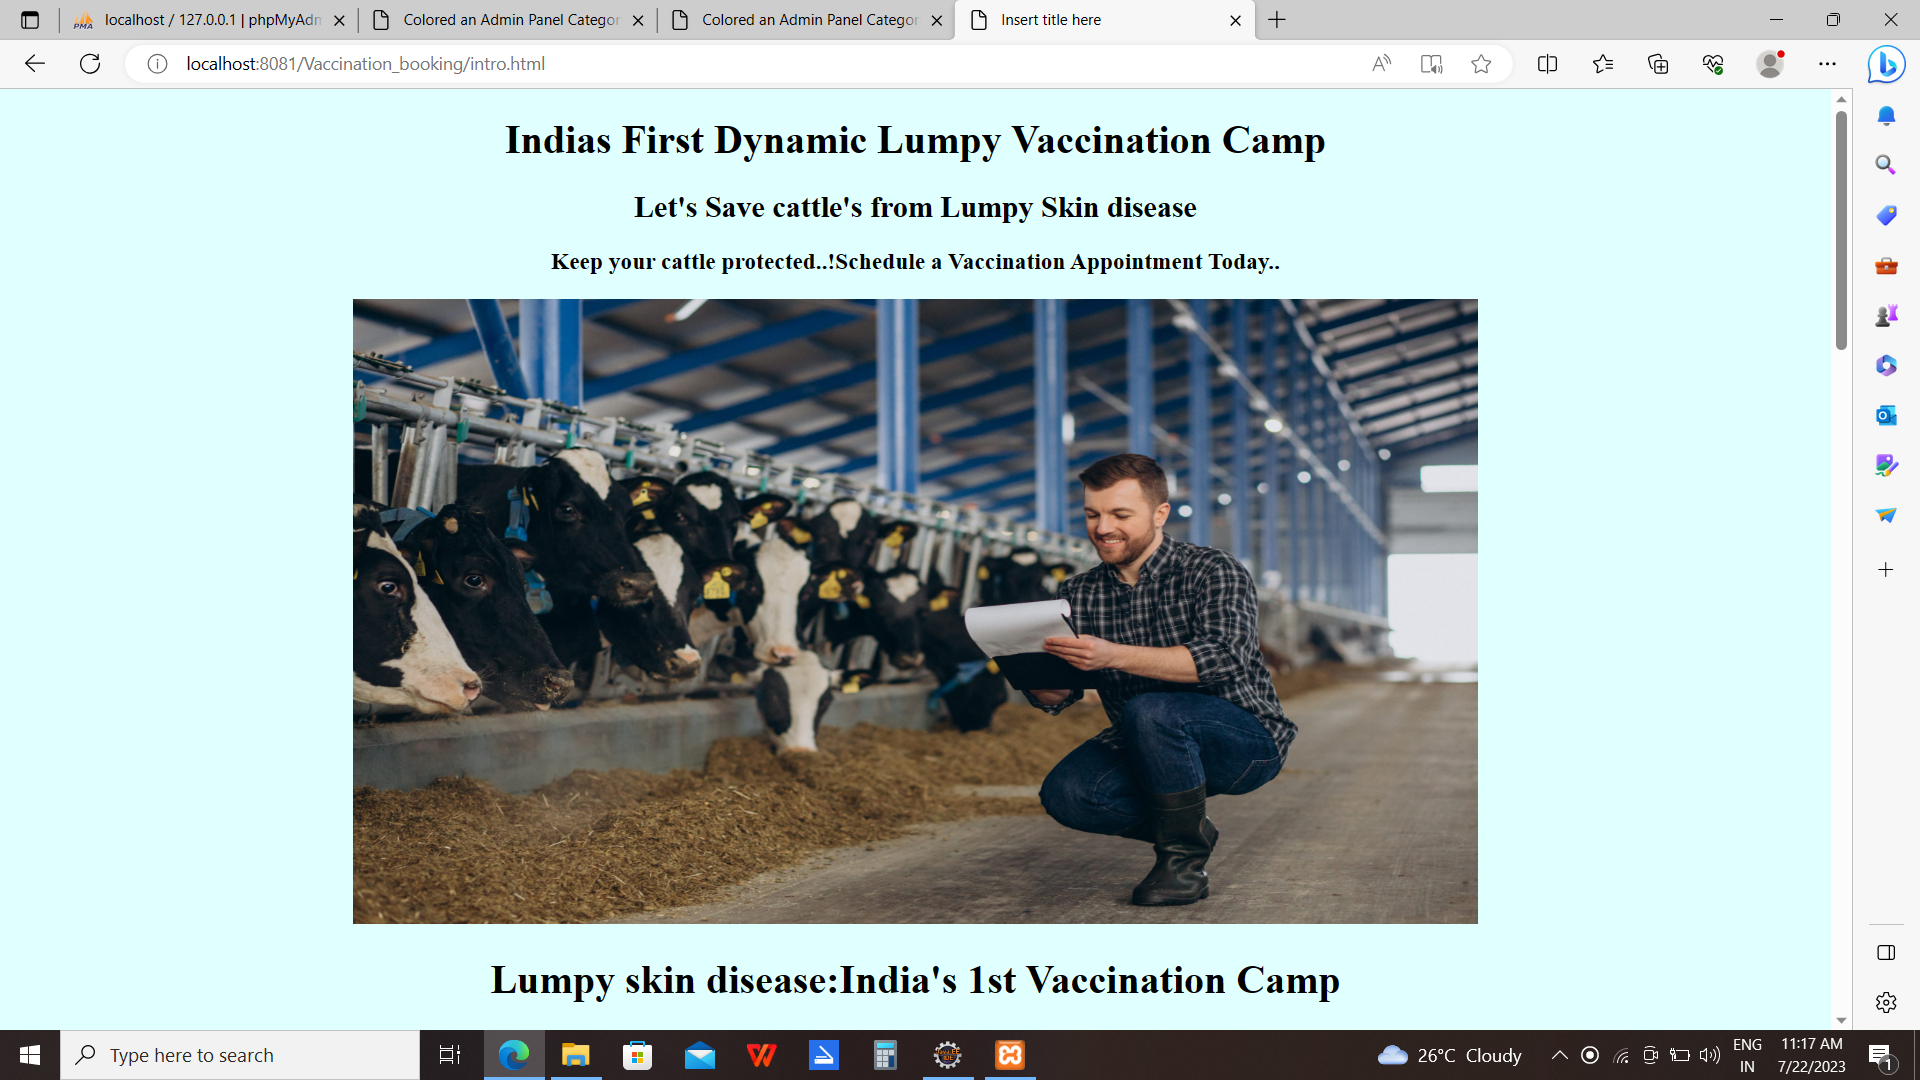 localhost / 127.0.0.1 | phpMyAdm
Colored an Admin Panel Categor
Colored an Admin Panel Categor
Insert title here
localhost:8081/Vaccination_booking/intro.html
Indias First Dynamic Lumpy Vaccination Camp
Let's Save cattle's from Lumpy Skin disease
Keep your cattle protected..!Schedule a Vaccination Appointment Today..
Lumpy skin disease:India's 1st Vaccination Camp
Type here to search
26°C Cloudy
ENG
IN
11:17 AM
7/22/2023
1